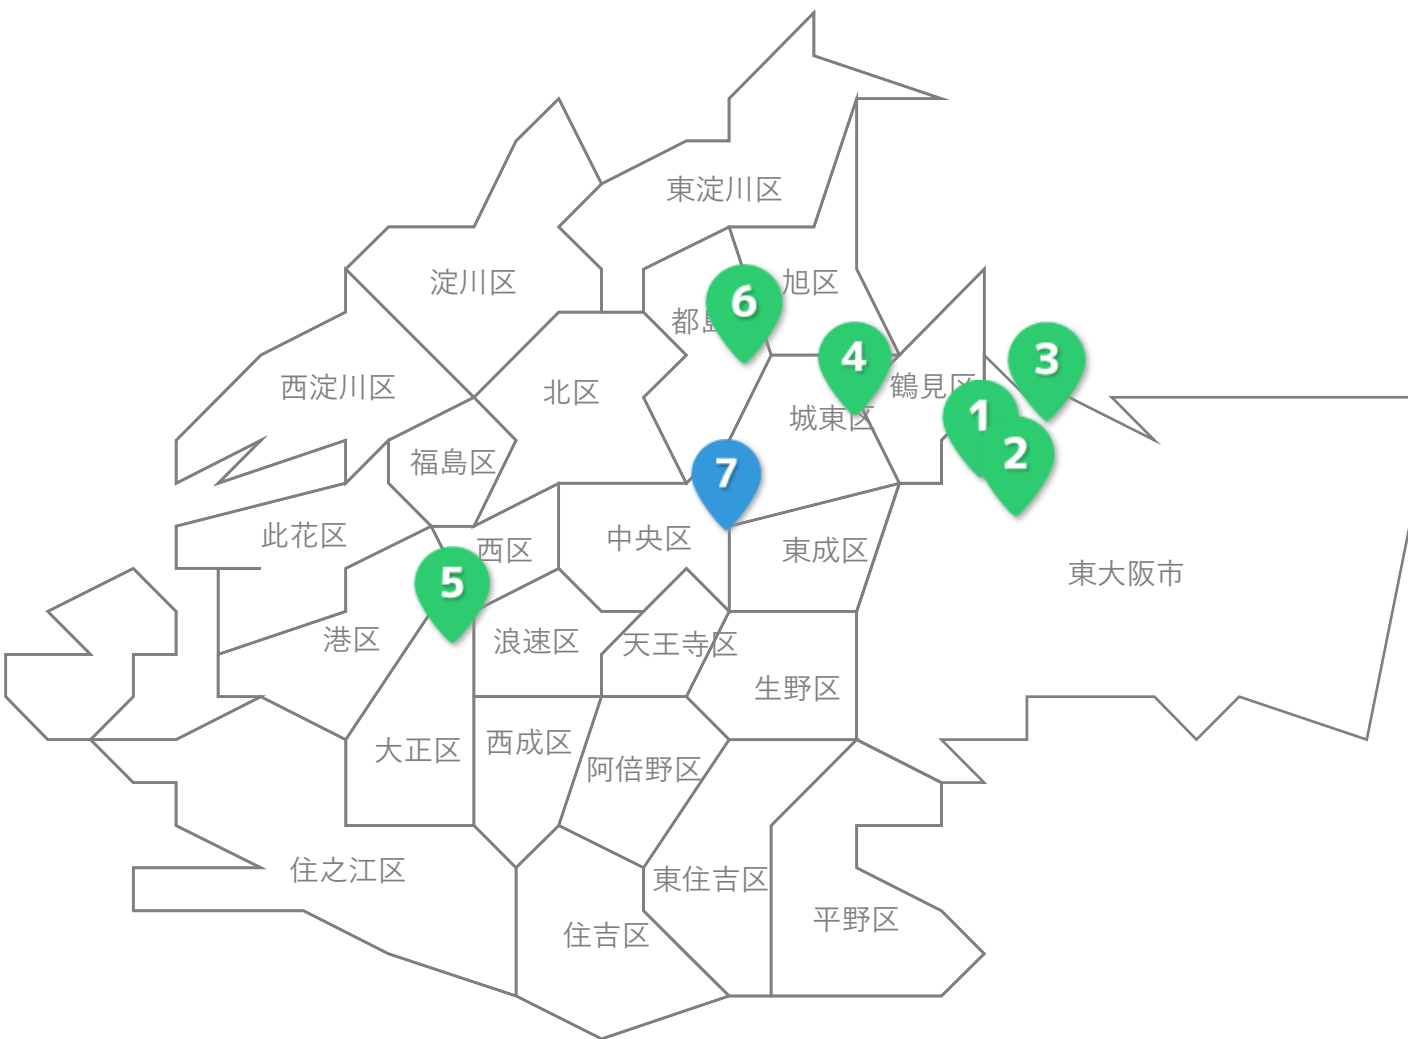 東淀川区
淀川区
旭区
6
都島
4
3
西淀川区
鶴見区
北区
1
城東区
2
福島区
7
此花区
西区
中央区
東成区
東大阪市
5
港区
浪速区
天王寺区
生野区
大正区
西成区
阿倍野区
住之江区
東住吉区
平野区
住吉区